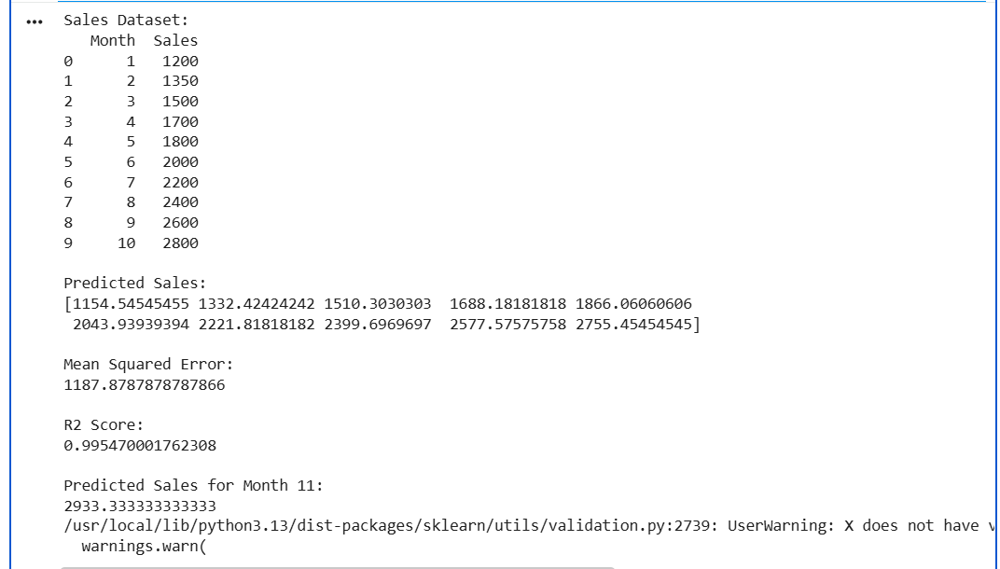 Sales Dataset:
   Month  Sales
0      1   1200
1      2   1350
2      3   1500
3      4   1700
4      5   1800
5      6   2000
6      7   2200
7      8   2400
8      9   2600
9     10   2800
Predicted Sales:
[1154.54545455 1332.42424242 1510.3030303  1688.18181818 1866.06060606
 2043.93939394 2221.81818182 2399.6969697  2577.57575758 2755.45454545]
Mean Squared Error:
1187.8787878787866
R2 Score:
0.995470001762308
Predicted Sales for Month 11:
2933.333333333333
/usr/local/lib/python3.13/dist-packages/sklearn/utils/validation.py:2739: UserWarning: X does not have
  warnings.warn(